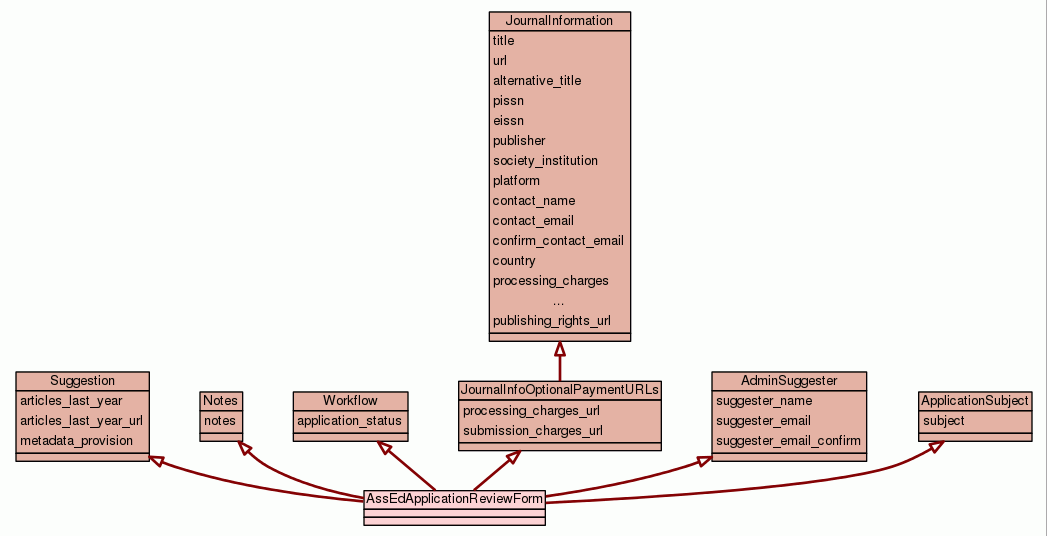 JournalInformation
title
url
alternative_title
pissn
eissn
publisher
society_institution
platform
contact_name
contact_email
confirm_contact_email
country
processing_charges
...
publishing_rights_url
Suggestion
articles_last_year
articles_last_year_url
metadata_provision
Notes
notes
Workflow
application_status
JournalInfoOptionalPaymentURLs
processing_charges_url
submission_charges_url
AdminSuggester
suggester_name
suggester_email
suggester_email_confirm
ApplicationSubject
subject
AssEdApplicationReviewForm